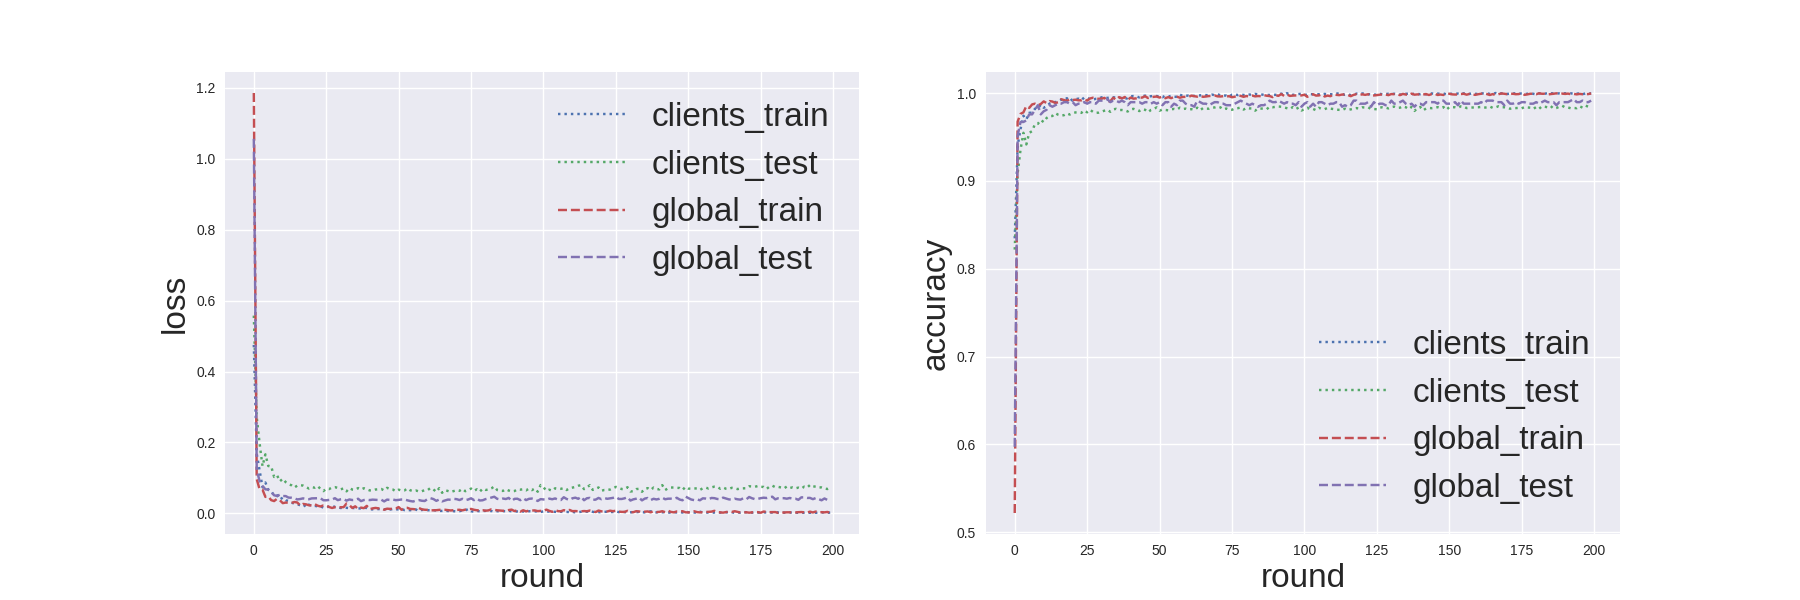 1.2
1.0
0.8
0.6
0.4
0.2
0.0
loss
clients_train
clients_test
global_train
global_test
0 25 50 75 100 125 150 175 200
round
1.0
0.9
0.8
0.7
0.6
0.5
accuracy
clients_train
clients_test
global_train
global_test
0 25 50 75 100 125 150 175 200
round